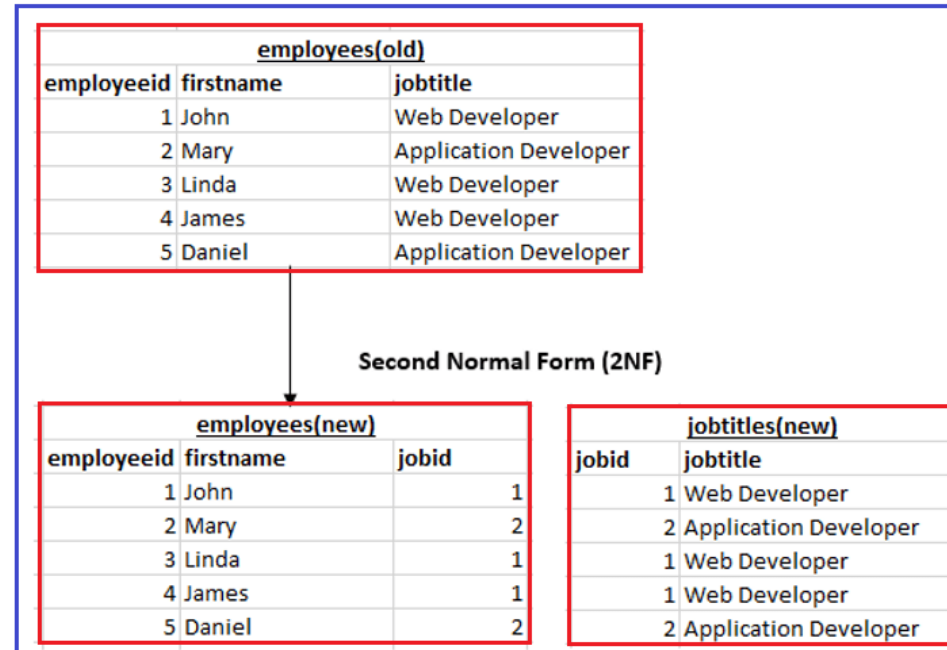 employees(old)
employeeid firstname jobtitle
1 John Web Developer
2 Mary Application Developer
3 Linda Web Developer
4 James Web Developer
5 Daniel Application Developer
Second Normal Form (2NF)
employees(new)
employeeid firstname jobid
1 John 1
2 Mary 2
3 Linda 1
4 James 1
5 Daniel 2
jobtitles(new)
jobid jobtitle
1 Web Developer
2 Application Developer
1 Web Developer
1 Web Developer
2 Application Developer